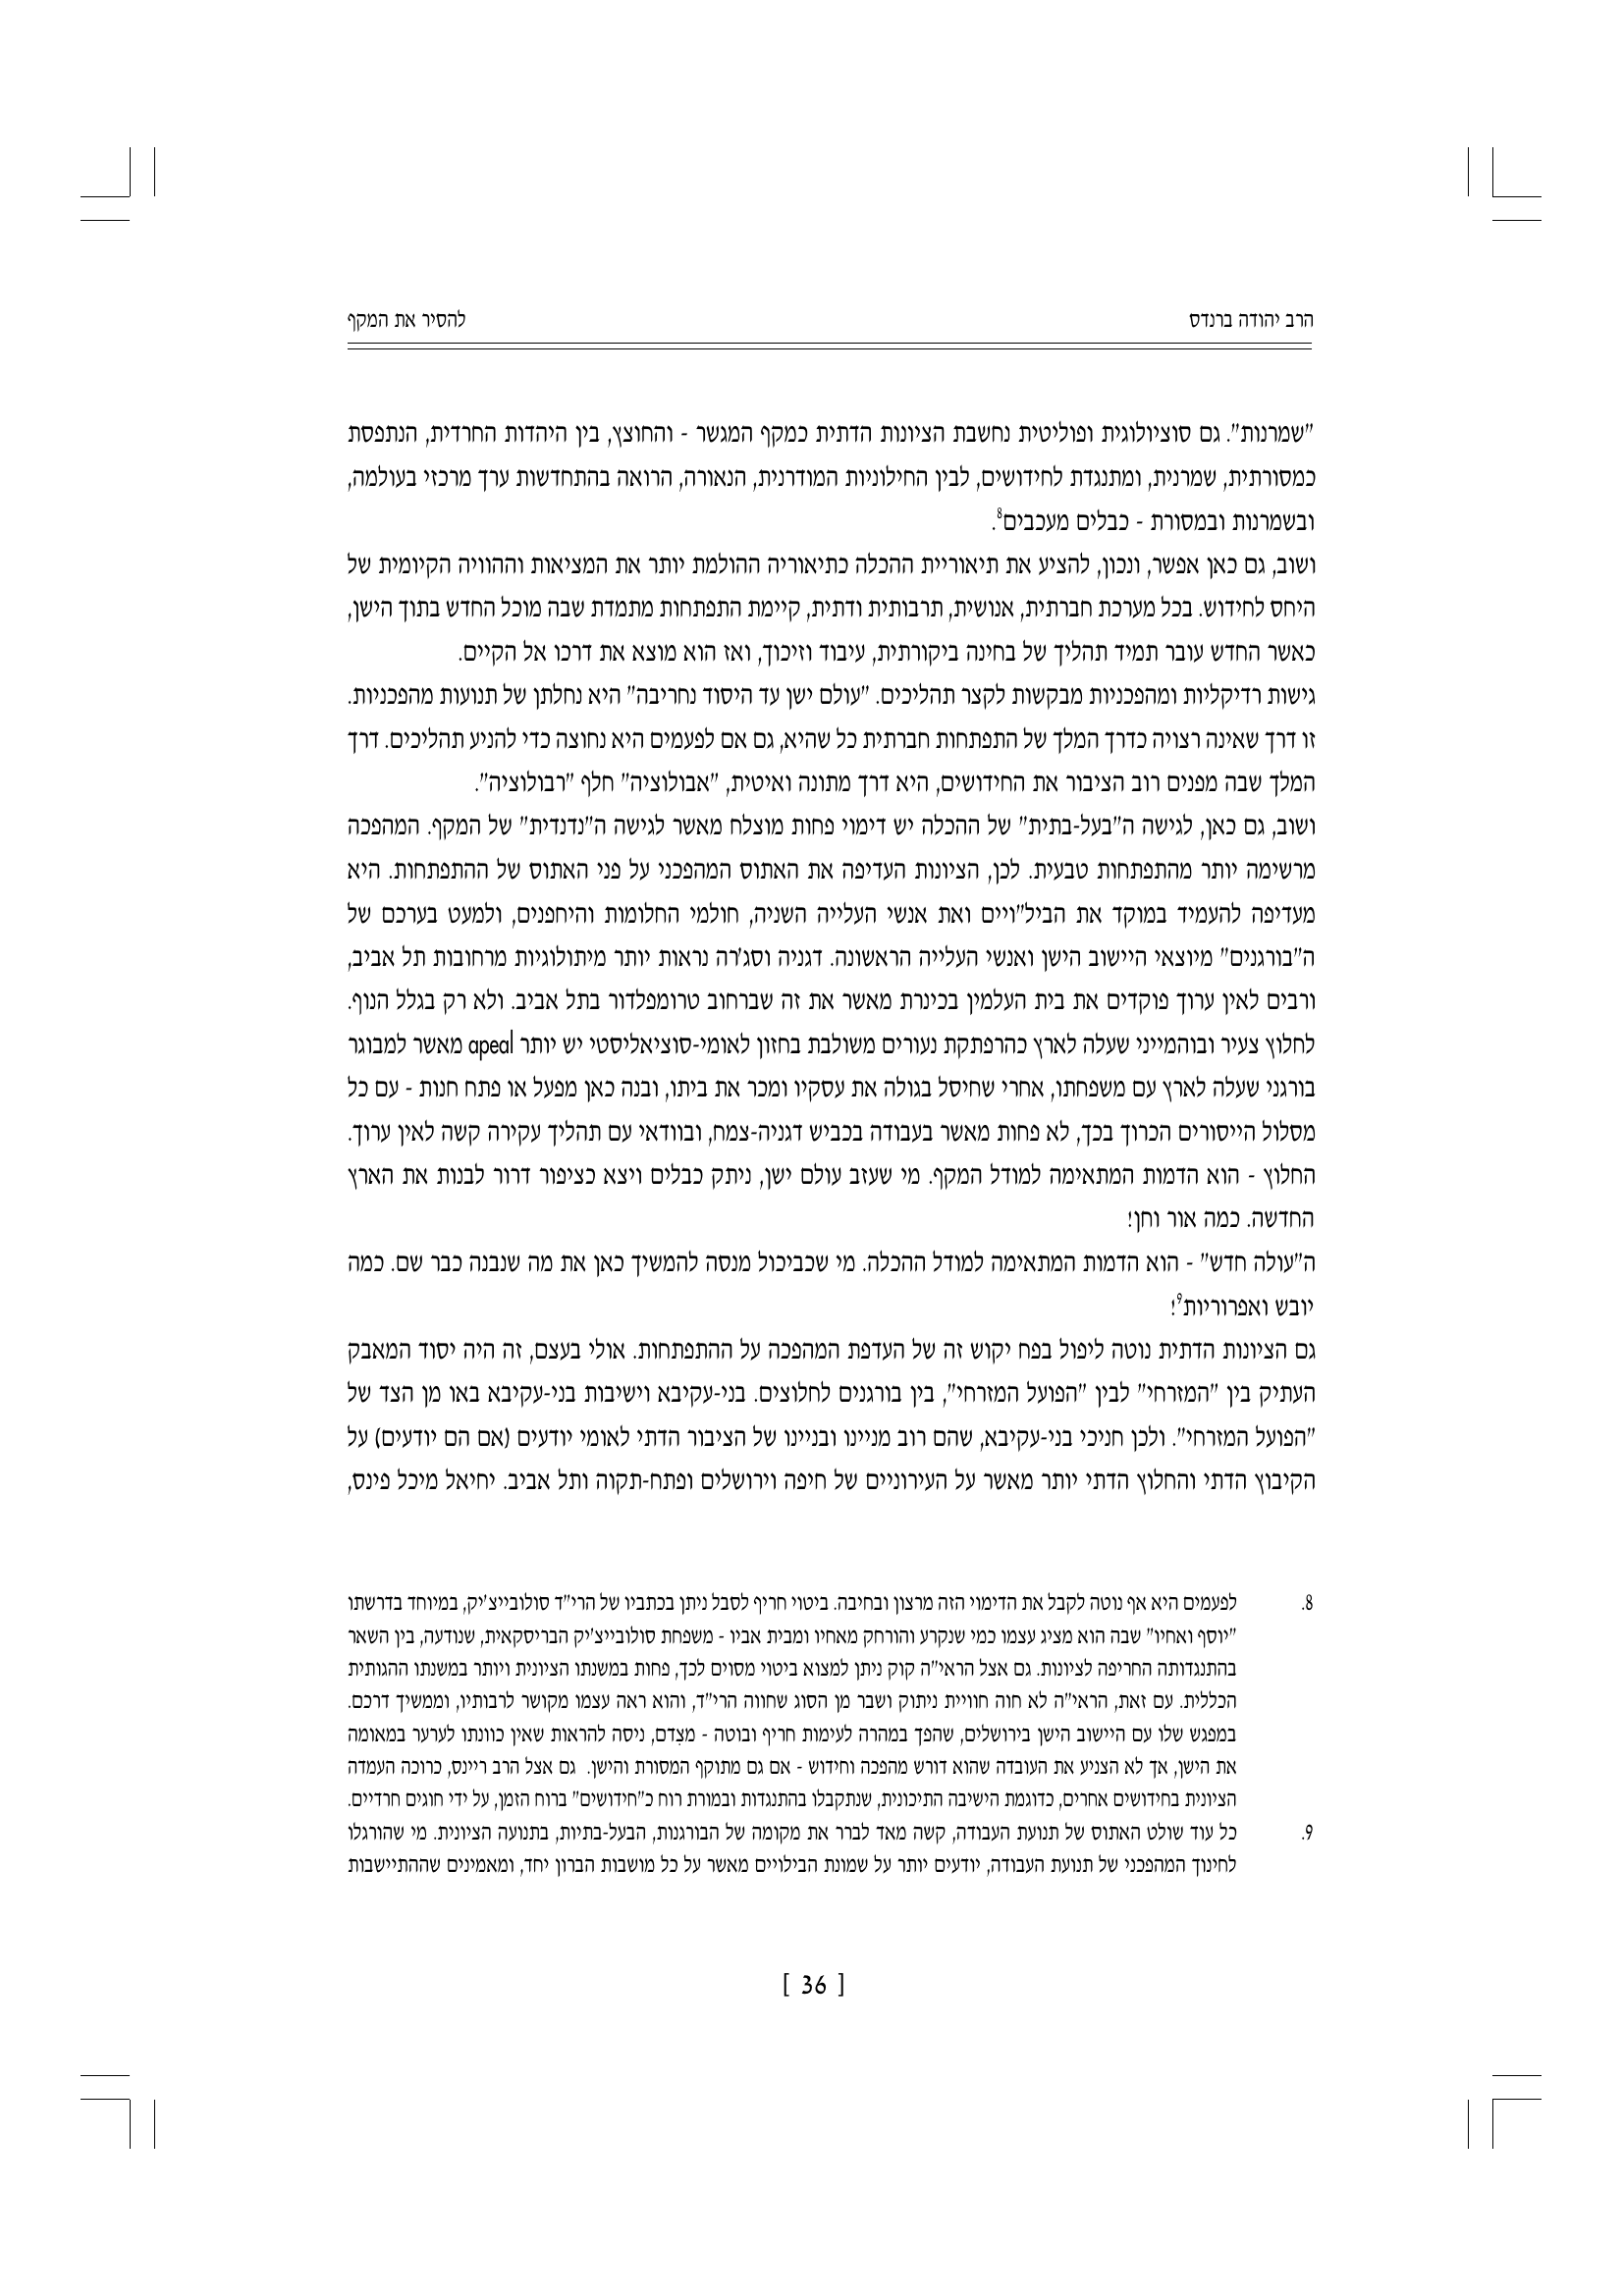 הרב יהודה ברנדס
להסיר את המקף
"שמרנות". גם סוציולוגית ופוליטית נחשבת הציונות הדתית כמקף המגשר - והחוצץ, בין היהדות החרדית, הנתפסת
כמסורתית, שמרנית, ומתנגדת לחידושים, לבין החילוניות המודרנית, הנאורה, הרואה בהתחדשות ערך מרכזי בעולמה,
ובשמרנות ובמסורת - כבלים מעכבים8.
ושוב, גם כאן אפשר, ונכון, להציע את תיאוריית ההכלה כתיאוריה ההולמת יותר את המציאות וההוויה הקיומית של
היחס לחידוש. בכל מערכת חברתית, אנושית, תרבותית ודתית, קיימת התפתחות מתמדת שבה מוכל החדש בתוך הישן,
כאשר החדש עובר תמיד תהליך של בחינה ביקורתית, עיבוד וזיכוך, ואז הוא מוצא את דרכו אל הקיים.
גישות רדיקליות ומהפכניות מבקשות לקצר תהליכים. "עולם ישן עד היסוד נחריבה" היא נחלתן של תנועות מהפכניות.
זו דרך שאינה רצויה כדרך המלך של התפתחות חברתית כל שהיא, גם אם לפעמים היא נחוצה כדי להניע תהליכים. דרך
המלך שבה מפנים רוב הציבור את החידושים, היא דרך מתונה ואיטית, "אבולוציה" חלף "רבולוציה".
ושוב, גם כאן, לגישה ה"בעל-בתית" של ההכלה יש דימוי פחות מוצלח מאשר לגישה ה"נדנדית" של המקף. המהפכה
מרשימה יותר מהתפתחות טבעית. לכן, הציונות העדיפה את האתוס המהפכני על פני האתוס של ההתפתחות. היא
מעדיפה להעמיד במוקד את הביל"ויים ואת אנשי העלייה השניה, חולמי החלומות והיחפנים, ולמעט בערכם של
ה"בורגנים" מיוצאי היישוב הישן ואנשי העלייה הראשונה. דגניה וסג'רה נראות יותר מיתולוגיות מרחובות תל אביב,
ורבים לאין ערוך פוקדים את בית העלמין בכינרת מאשר את זה שברחוב טרומפלדור בתל אביב. ולא רק בגלל הנוף.
לחלוץ צעיר ובוהמייני שעלה לארץ כהרפתקת נעורים משולבת בחזון לאומי-סוציאליסטי יש יותר apeal מאשר למבוגר
בורגני שעלה לארץ עם משפחתו, אחרי שחיסל בגולה את עסקיו ומכר את ביתו, ובנה כאן מפעל או פתח חנות - עם כל
מסלול הייסורים הכרוך בכך, לא פחות מאשר בעבודה בכביש דגניה-צמח, ובוודאי עם תהליך עקירה קשה לאין ערוך.
החלוץ - הוא הדמות המתאימה למודל המקף. מי שעזב עולם ישן, ניתק כבלים ויצא כציפור דרור לבנות את הארץ
החדשה. כמה אור וחן!
ה"עולה חדש" - הוא הדמות המתאימה למודל ההכלה. מי שכביכול מנסה להמשיך כאן את מה שנבנה כבר שם. כמה
יובש ואפרוריות9!
גם הציונות הדתית נוטה ליפול בפח יקוש זה של העדפת המהפכה על ההתפתחות. אולי בעצם, זה היה יסוד המאבק
העתיק בין "המזרחי" לבין "הפועל המזרחי", בין בורגנים לחלוצים. בני-עקיבא וישיבות בני-עקיבא באו מן הצד של
"הפועל המזרחי". ולכן חניכי בני-עקיבא, שהם רוב מניינו ובניינו של הציבור הדתי לאומי יודעים (אם הם יודעים) על
הקיבוץ הדתי והחלוץ הדתי יותר מאשר על העירוניים של חיפה וירושלים ופתח-תקוה ותל אביב. יחיאל מיכל פינס,
8. לפעמים היא אף נוטה לקבל את הדימוי הזה מרצון ובחיבה. ביטוי חריף לסבל ניתן בכתביו של הרי"ד סולובייצ'יק, במיוחד בדרשתו
"יוסף ואחיו" שבה הוא מציג עצמו כמי שנקרע והורחק מאחיו ומבית אביו - משפחת סולובייצ'יק הבריסקאית, שנודעה, בין השאר
בהתנגדותה החריפה לציונות. גם אצל הראי"ה קוק ניתן למצוא ביטוי מסוים לכך, פחות במשנתו הציונית ויותר במשנתו ההגותית
הכללית. עם זאת, הראי"ה לא חוה חוויית ניתוק ושבר מן הסוג שחווה הרי"ד, והוא ראה עצמו מקושר לרבותיו, וממשיך דרכם.
במפגש שלו עם היישוב הישן בירושלים, שהפך במהרה לעימות חריף ובוטה - מצִדם, ניסה להראות שאין כוונתו לערער במאומה
את הישן, אך לא הצניע את העובדה שהוא דורש מהפכה וחידוש - אם גם מתוקף המסורת והישן. גם אצל הרב ריינס, כרוכה העמדה
הציונית בחידושים אחרים, כדוגמת הישיבה התיכונית, שנתקבלו בהתנגדות ובמורת רוח כ"חידושים" ברוח הזמן, על ידי חוגים חרדיים.
9. כל עוד שולט האתוס של תנועת העבודה, קשה מאד לברר את מקומה של הבורגנות, הבעל-בתיות, בתנועה הציונית. מי שהורגלו
לחינוך המהפכני של תנועת העבודה, יודעים יותר על שמונת הבילויים מאשר על כל מושבות הברון יחד, ומאמינים שההתיישבות
[ 36 ]